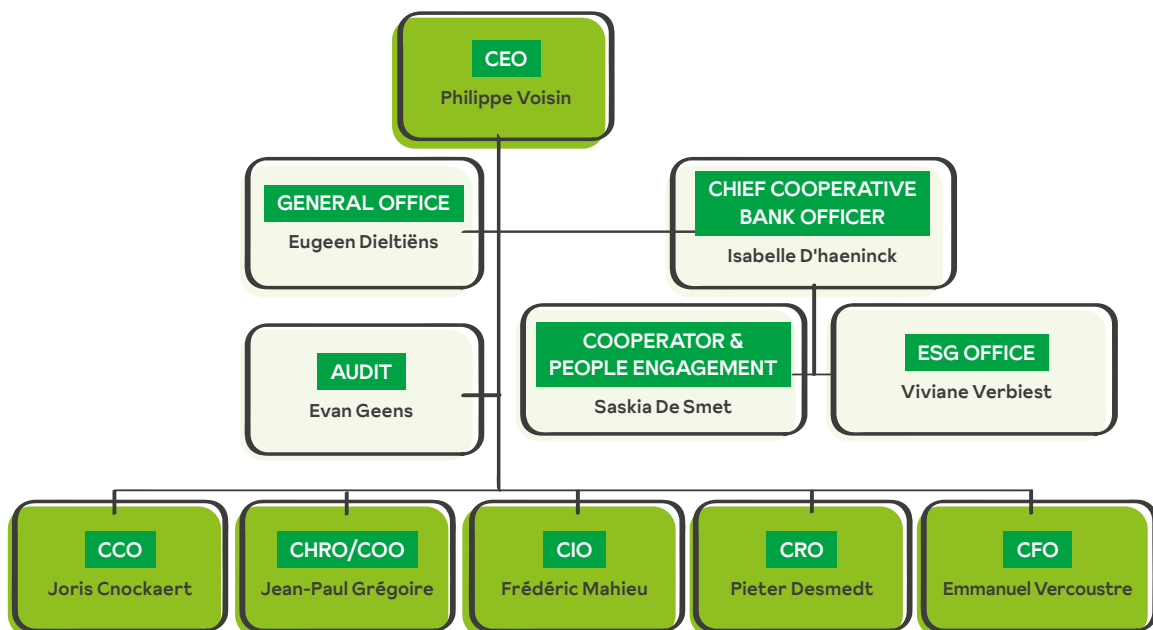 CEO
Philippe Voisin
GENERAL OFFICE
Eugeen Dieltiëns
CHIEF COOPERATIVE
BANK OFFICER
Isabelle D'haeninck
AUDIT
Evan Geens
COOPERATOR &
PEOPLE ENGAGEMENT
Saskia De Smet
ESG OFFICE
Viviane Verbiest
CCO
Joris Cnockaert
CHRO/COO
Jean-Paul Grégoire
CIO
Frédéric Mahieu
CRO
Pieter Desmedt
CFO
Emmanuel Vercoustre